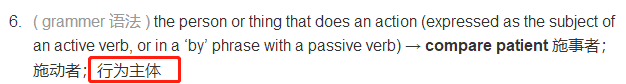 6. ( grammer 语法 ) the person or thing that does an action (expressed as the subject of
an active verb, or in a ‘by’ phrase with a passive verb) → compare patient 施事者；
施动者；行为主体